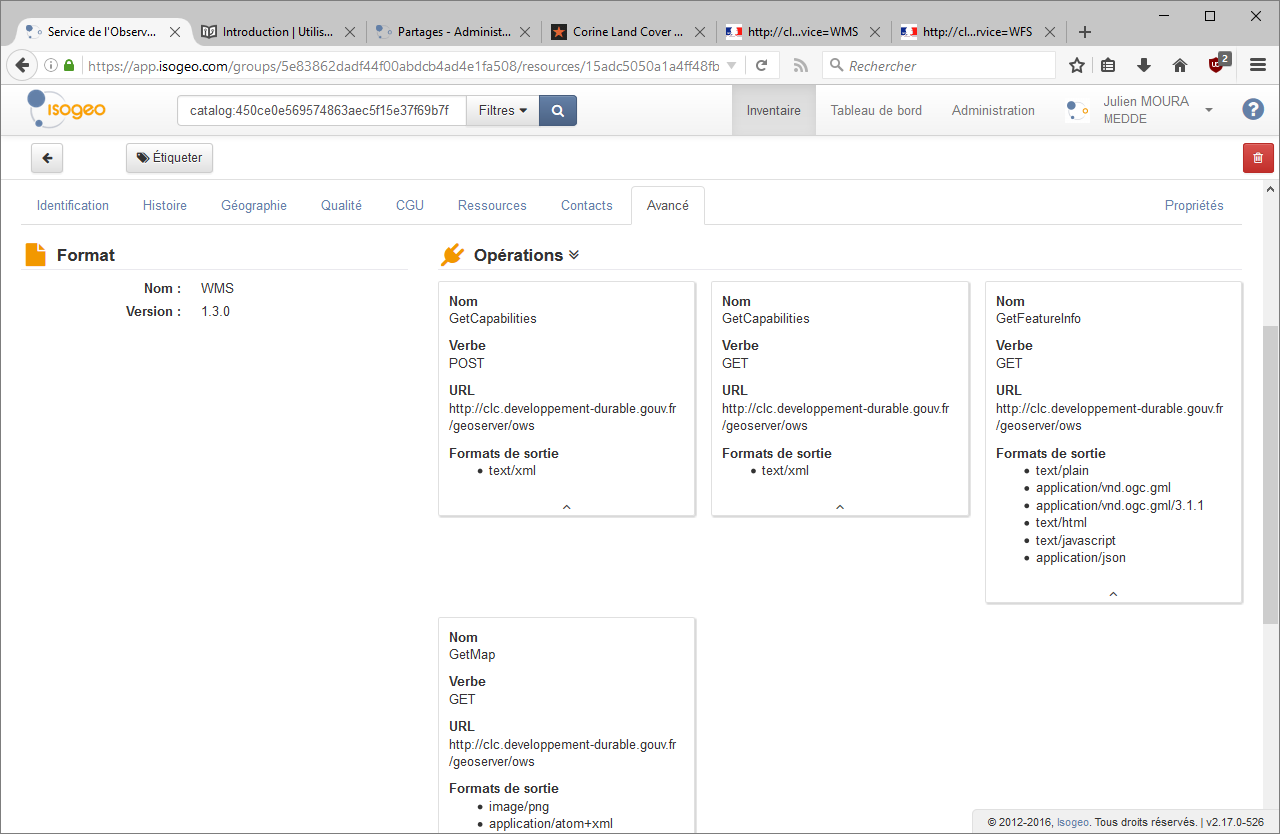 Service de l'Observ...
Introduction | Utilis...
Partages - Administ...
Corine Land Cover ...
http://cl...vice=WMS
http://cl...rvice=WFS
https://app.isogeo.com/groups/5e83862dadf44f00abdcb4ad4e1fa508/resources/15adc5050a1a4ff48fb
Rechercher
2
isogeo
catalog:450ce0e569574863aec5f15e37f69b7f
Filtres
Inventaire
Tableau de bord
Administration
Julien MOURA
MEDDE
?
Étiqueter
Identification
Histoire
Géographie
Qualité
CGU
Ressources
Contacts
Avancé
Propriétés
Format
Nom : WMS
Version : 1.3.0
Opérations
Nom
GetCapabilities
Verbe
POST
URL
http://clc.developpement-durable.gouv.fr
/geoserver/ows
Formats de sortie
• text/xml
Nom
GetCapabilities
Verbe
GET
URL
http://clc.developpement-durable.gouv.fr
/geoserver/ows
Formats de sortie
• text/xml
Nom
GetFeatureInfo
Verbe
GET
URL
http://clc.developpement-durable.gouv.fr
/geoserver/ows
Formats de sortie
• text/plain
• application/vnd.ogc.gml
• application/vnd.ogc.gml/3.1.1
• text/html
• text/javascript
• application/json
Nom
GetMap
Verbe
GET
URL
http://clc.developpement-durable.gouv.fr
/geoserver/ows
Formats de sortie
• image/png
• application/atom+xml
© 2012-2016, Isogeo. Tous droits réservés. | v2.17.0-526